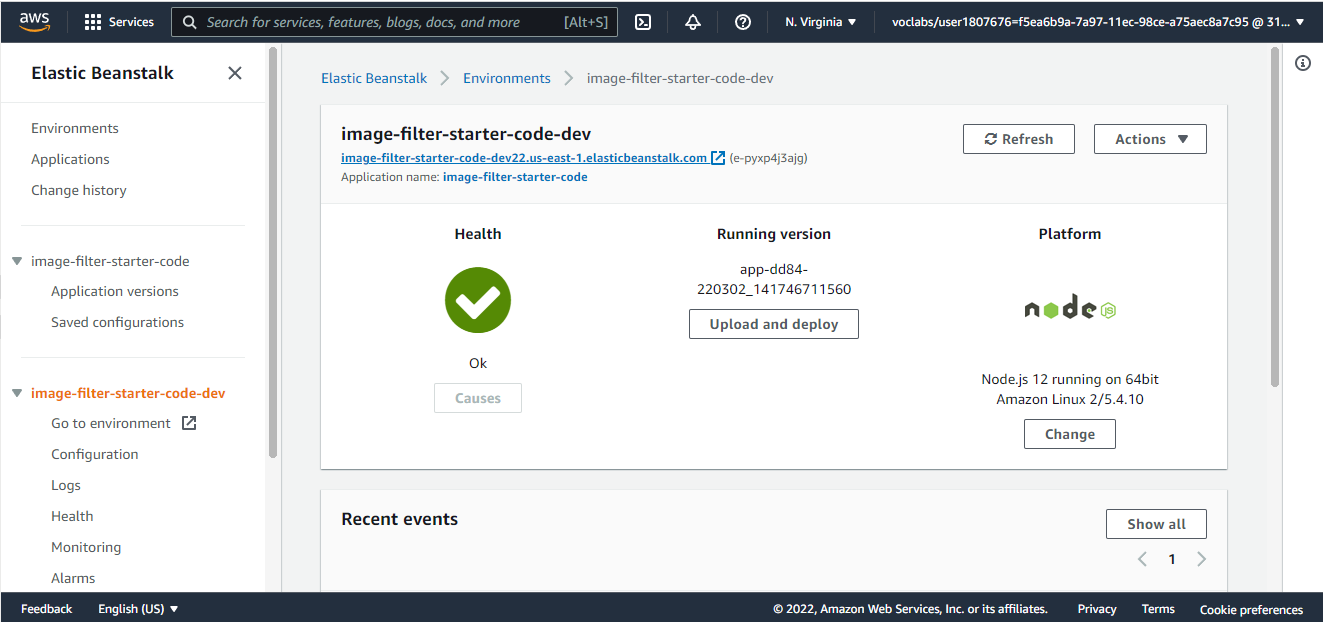 aws Services Search for services, features, blogs, docs, and more [Alt+S] N. Virginia ▼ voclabs/user1807676=f5ea6b9a-7a97-11ec-98ce-a75aec8a7c95 @ 31... ▼
Elastic Beanstalk
Environments
Applications
Change history
image-filter-starter-code
Application versions
Saved configurations
image-filter-starter-code-dev
Go to environment
Configuration
Logs
Health
Monitoring
Alarms
Elastic Beanstalk > Environments > image-filter-starter-code-dev
image-filter-starter-code-dev
image-filter-starter-code-dev22.us-east-1.elasticbeanstalk.com (e-pyxp4j3ajg)
Application name: image-filter-starter-code
Refresh
Actions ▼
Health
Ok
Causes
Running version
app-dd84-
220302_141746711560
Upload and deploy
Platform
node JS
Node.js 12 running on 64bit
Amazon Linux 2/5.4.10
Change
Recent events
Show all
< 1 >
Feedback English (US) ▼ © 2022, Amazon Web Services, Inc. or its affiliates. Privacy Terms Cookie preferences